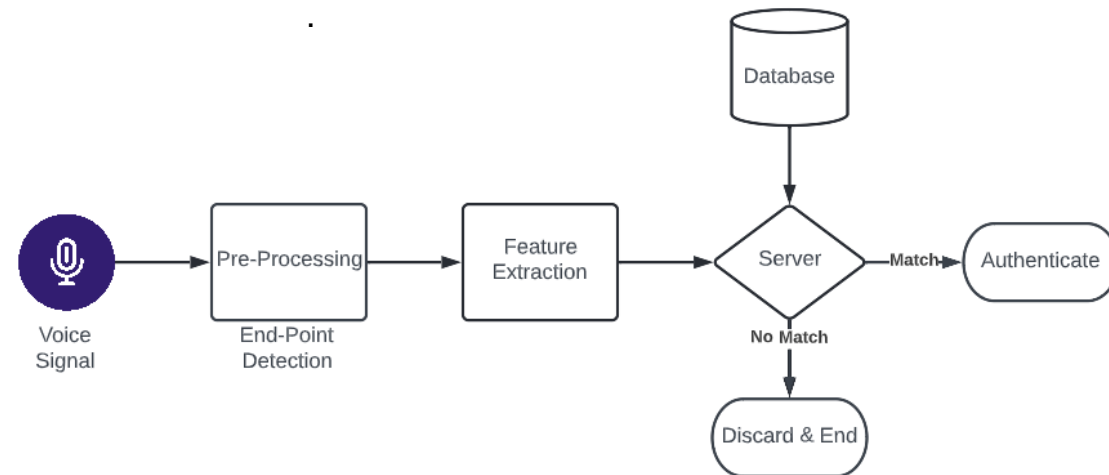 .
Database
Voice
Signal
Pre-Processing
End-Point
Detection
Feature
Extraction
Server
Match
Authenticate
No Match
Discard & End